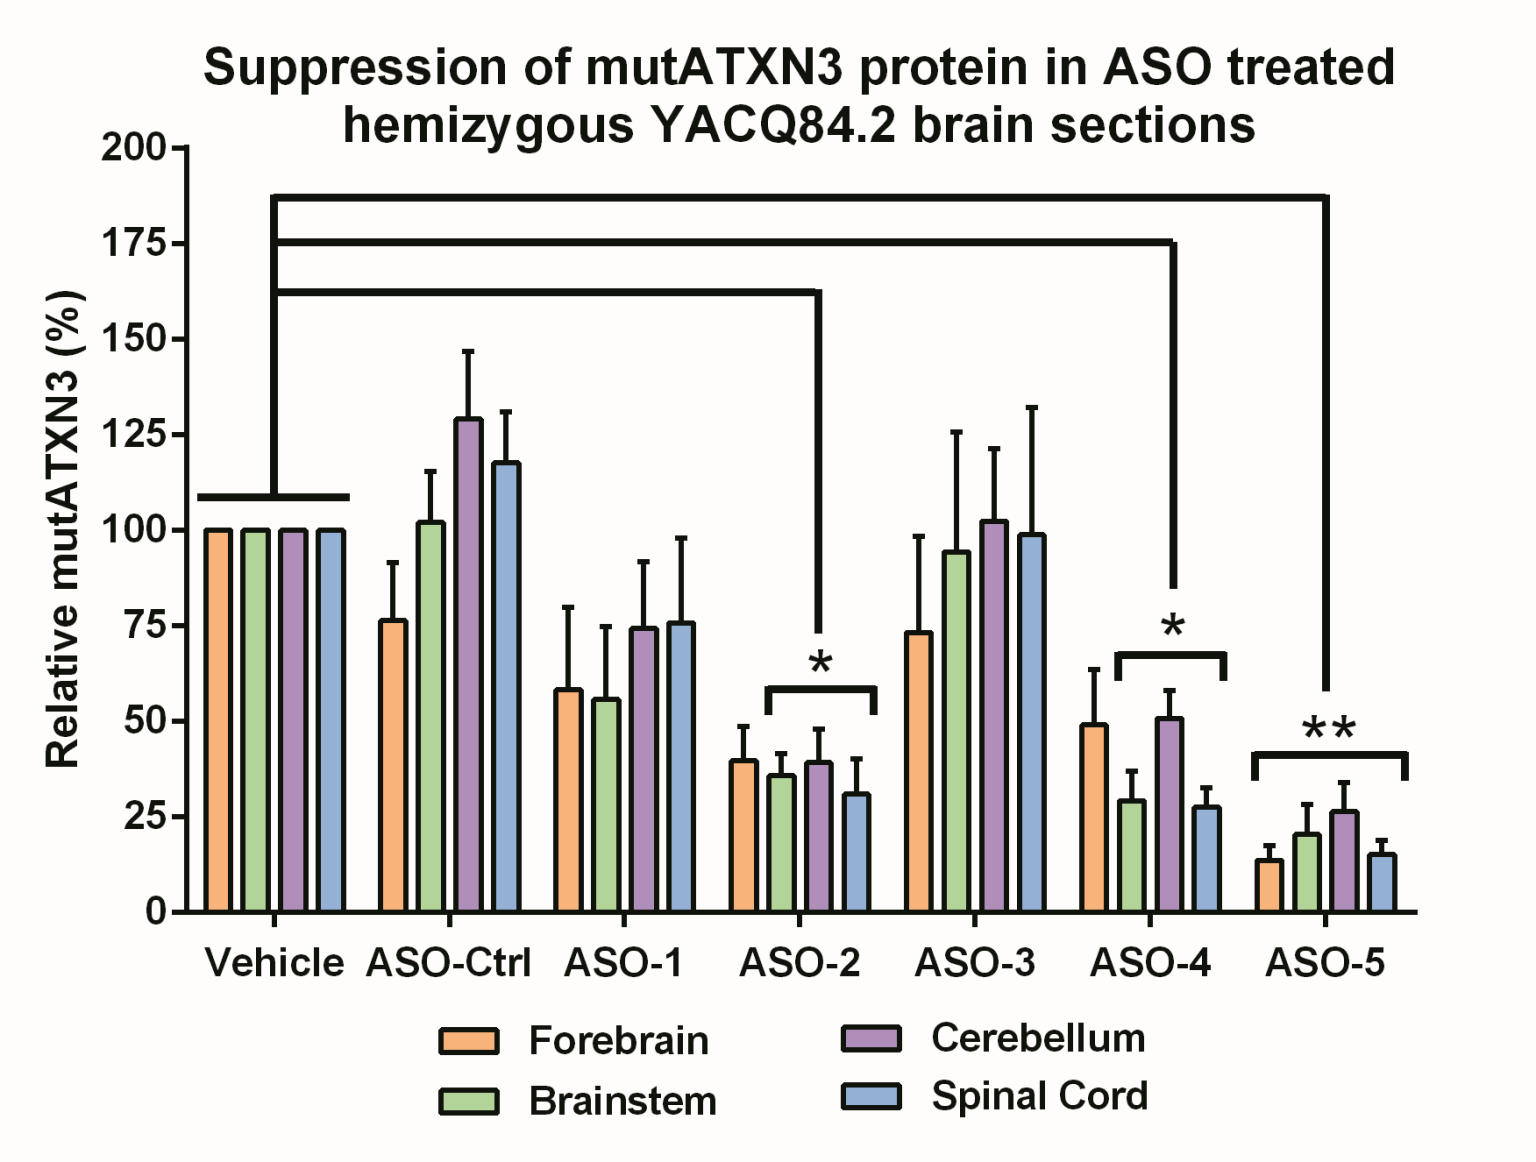 Suppression of mutATXN3 protein in ASO treated
hemizygous YACQ84.2 brain sections
Relative mutATXN3 (%)
200
175
150
125
100
75
50
25
0
*
*
**
Vehicle ASO-Ctrl ASO-1 ASO-2 ASO-3 ASO-4 ASO-5
Forebrain Cerebellum
Brainstem Spinal Cord